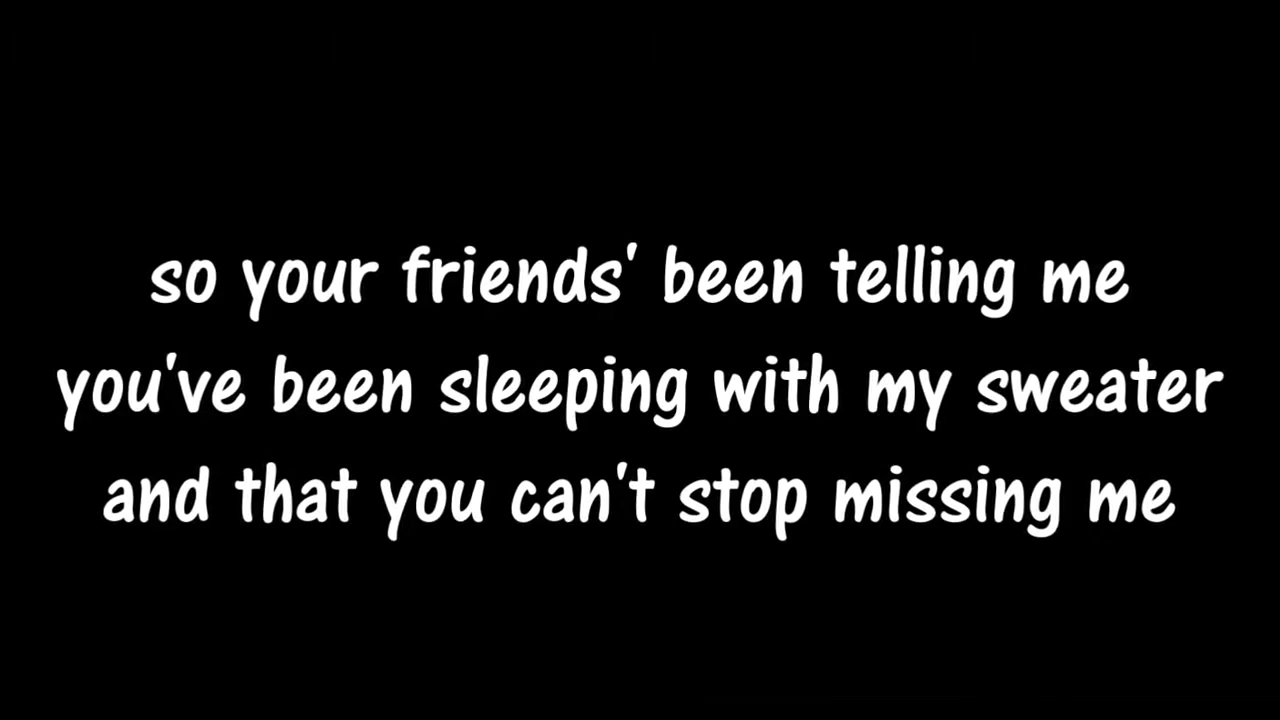 so your friends' been telling me
you've been sleeping with my sweater
and that you can't stop missing me